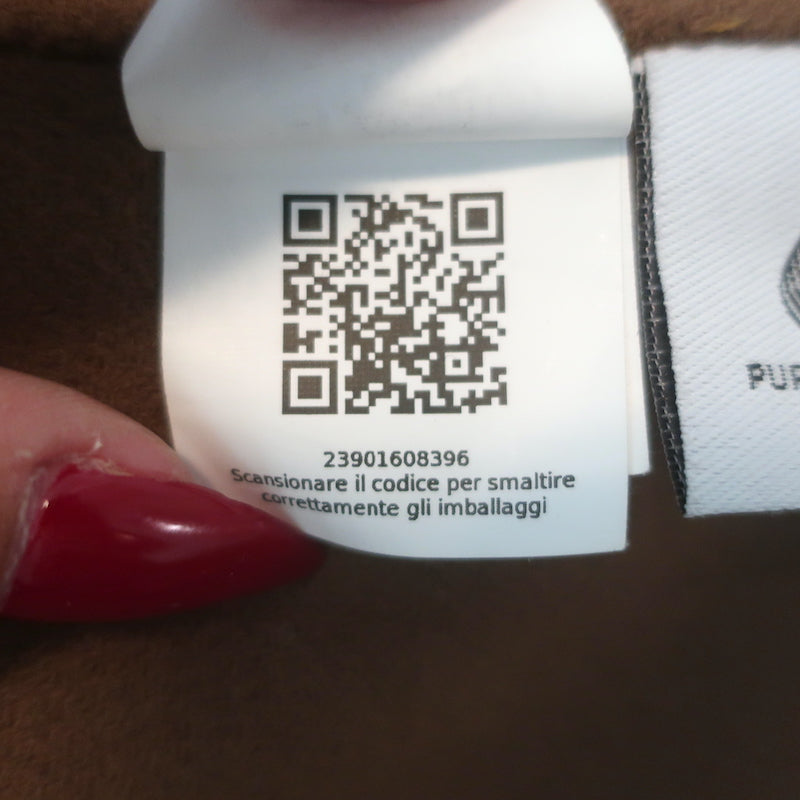 23901608396
Scansionare il codice per smaltire
correttamente gli imballaggi
PUR